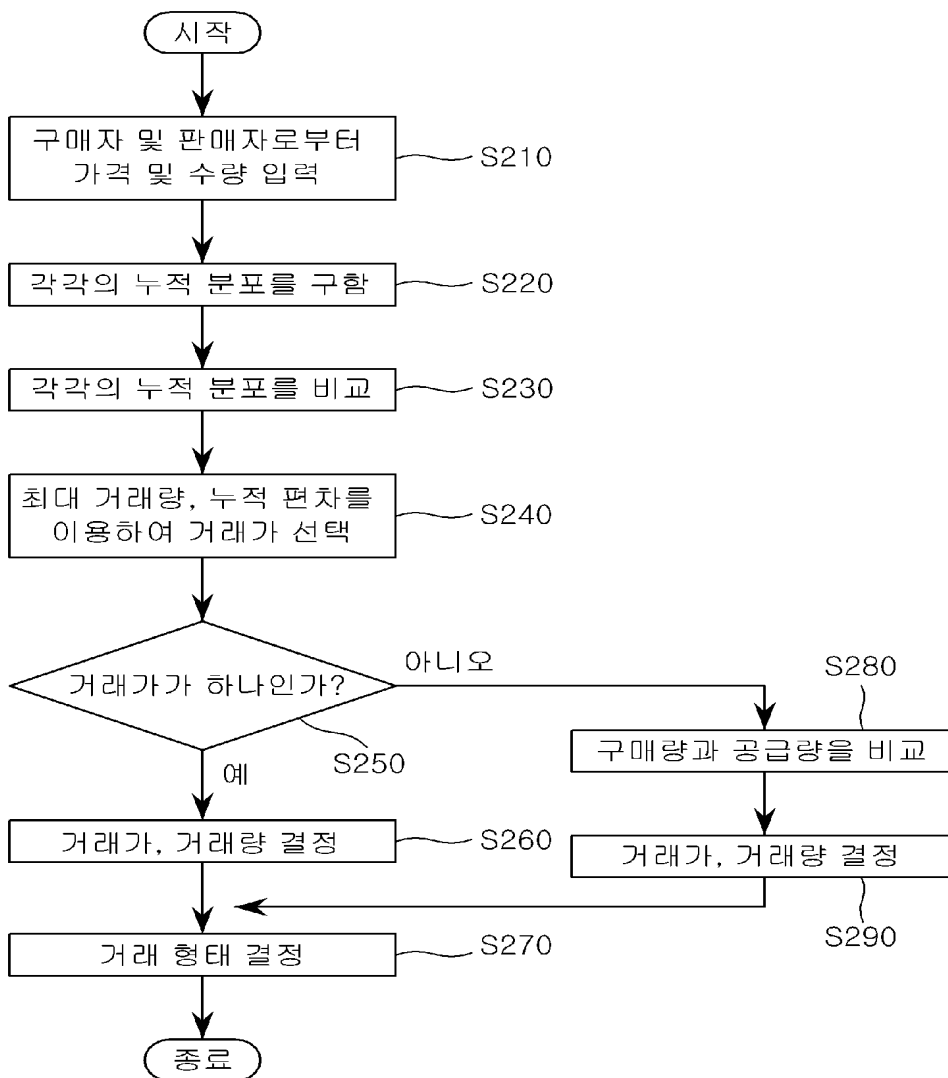 시작
구매자 및 판매자로부터
가격 및 수량 입력
S210
각각의 누적 분포를 구함
S220
각각의 누적 분포를 비교
S230
최대 거래량, 누적 편차를
이용하여 거래가 선택
S240
거래가가 하나인가?
S250
아니오
예
S280
구매량과 공급량을 비교
거래가, 거래량 결정
S260
거래가, 거래량 결정
S290
거래 형태 결정
S270
종료